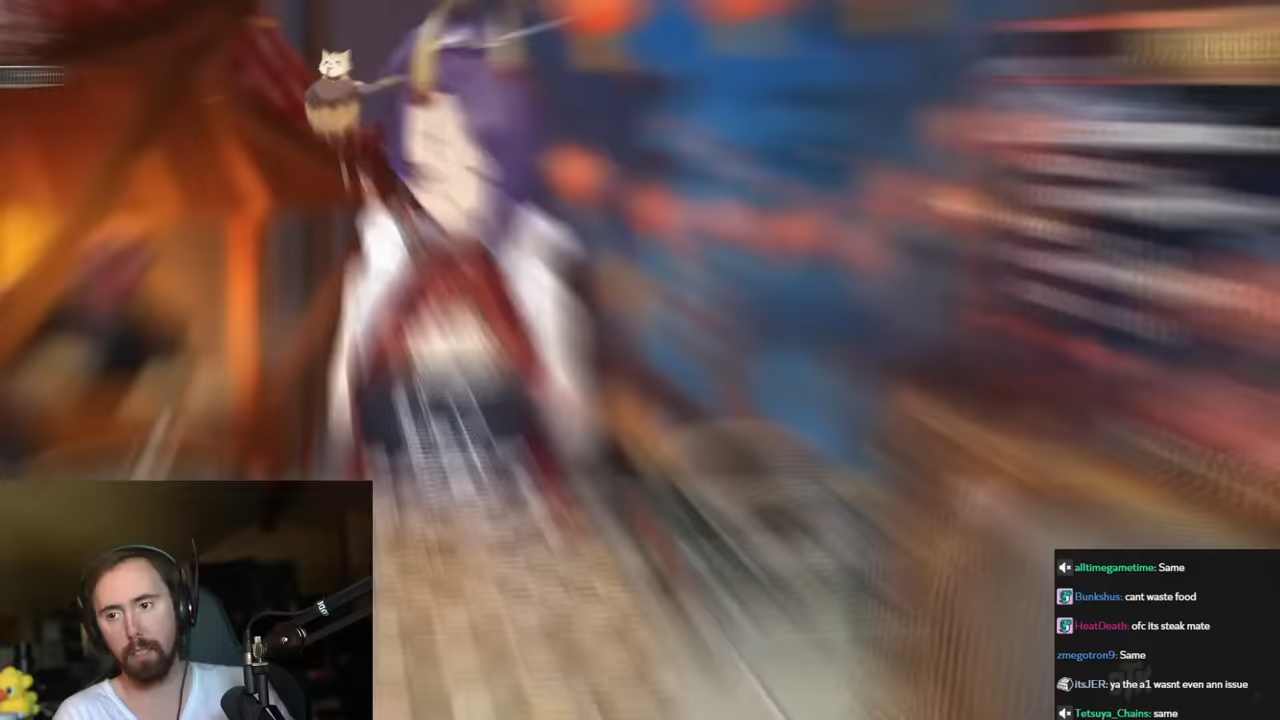 alltimegametime: Same
Bunkshus: cant waste food
HeatDeath: ofc its steak mate
zmegotron9: Same
itsJER: ya the a1 wasnt even ann issue
Tetsuya_Chains: same